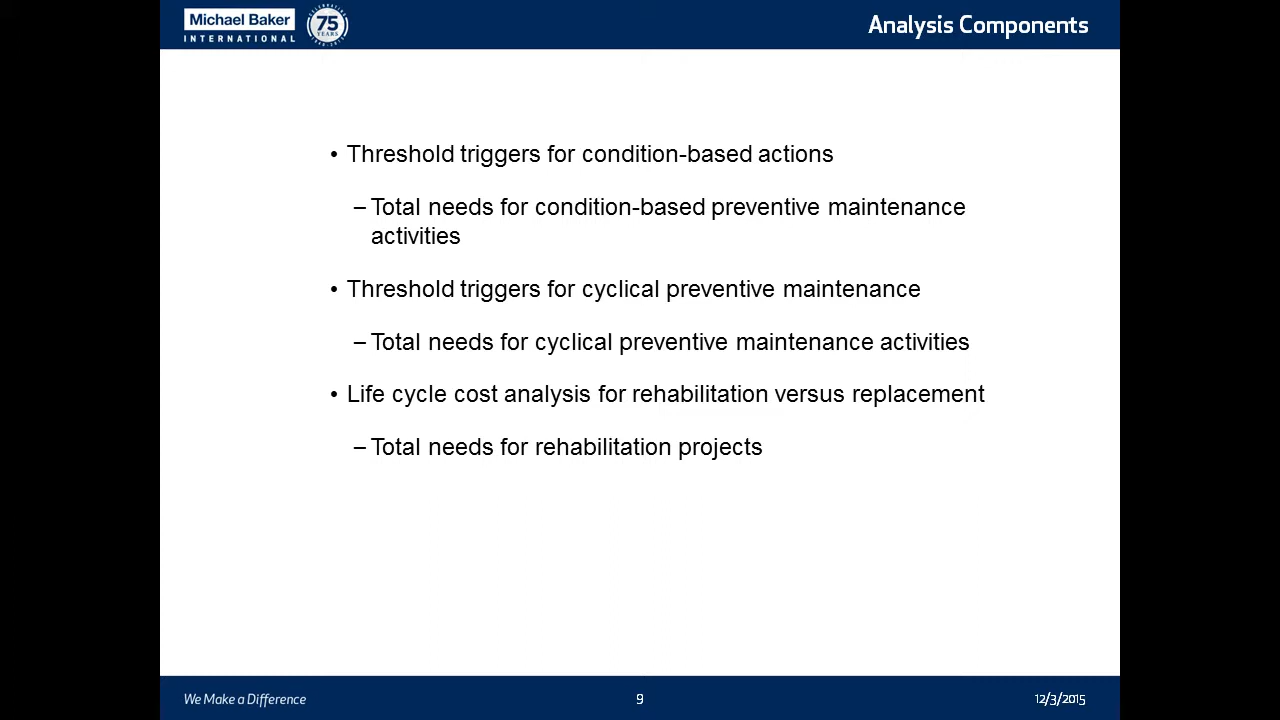 Michael Baker
INTERNATIONAL
75
YEARS
Analysis Components
• Threshold triggers for condition-based actions
– Total needs for condition-based preventive maintenance
activities
• Threshold triggers for cyclical preventive maintenance
– Total needs for cyclical preventive maintenance activities
• Life cycle cost analysis for rehabilitation versus replacement
– Total needs for rehabilitation projects
We Make a Difference
9
12/3/2015